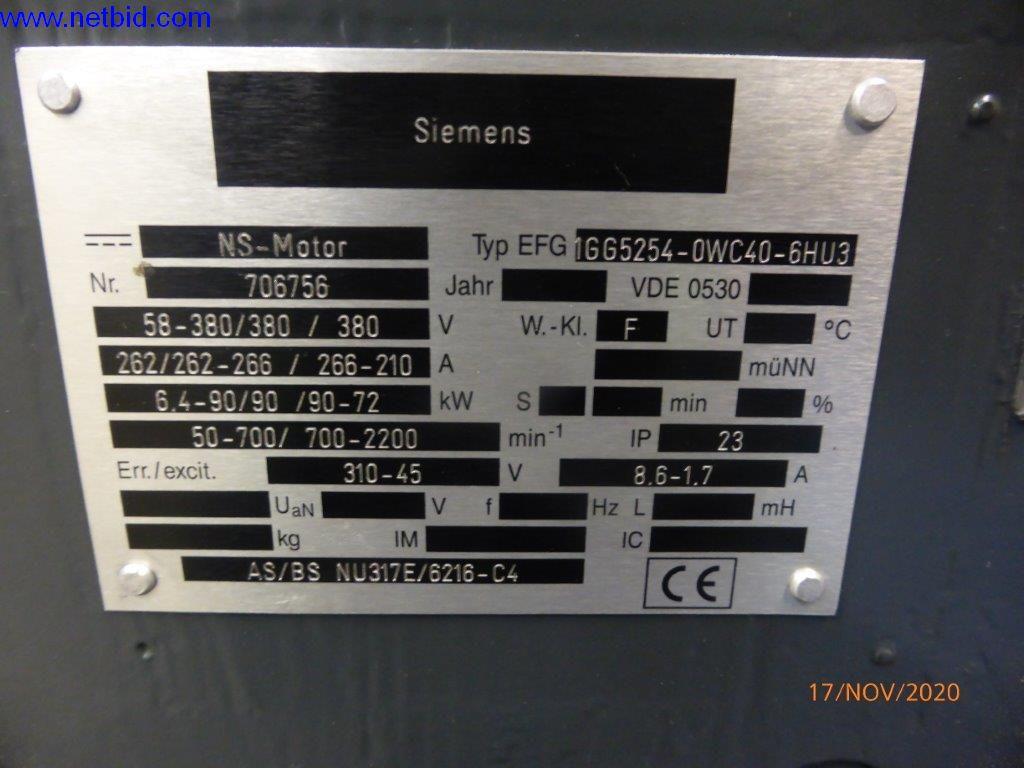 www.netbid.com
Siemens
NS-Motor Typ EFG 1GG5254-0WC40-6HU3
Nr. 706756 Jahr VDE 0530
58-380/380 / 380 V W.-Kl. F UT °C
262/262-266 / 266-210 A müNN
6,4-90/90 /90-72 kW S min %
50-700/ 700-2200 min-1 IP 23
Err./excit. 310-45 V 8,6-1,7 A
UaN V f Hz L mH
kg IM IC
AS/BS NU317E/6216-C4 CE
17/NOV/2020